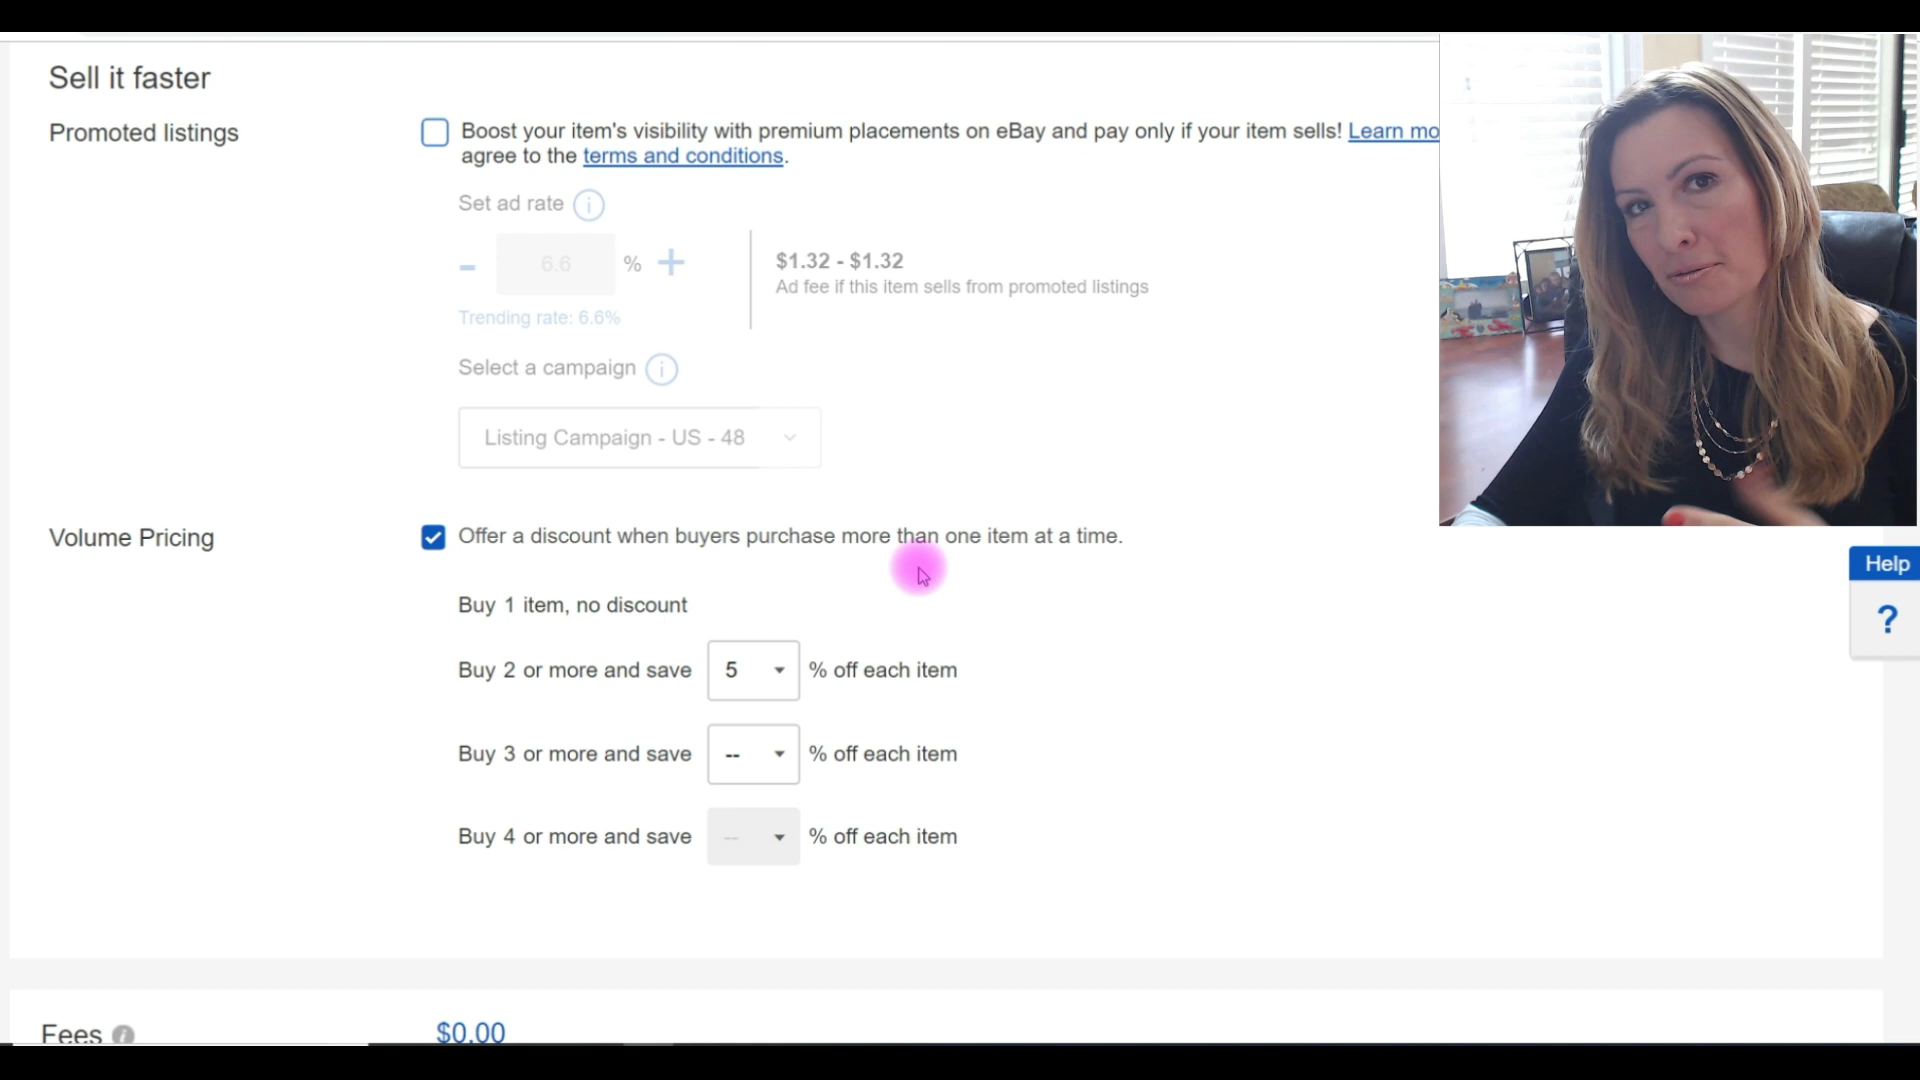 Sell it faster
Promoted listings
Boost your item's visibility with premium placements on eBay and pay only if your item sells! Learn mo
agree to the terms and conditions.
Set ad rate i
- 6.6 % +
$1.32 - $1.32
Ad fee if this item sells from promoted listings
Trending rate: 6.6%
Select a campaign i
Listing Campaign - US - 48
Volume Pricing
Offer a discount when buyers purchase more than one item at a time.
Buy 1 item, no discount
Buy 2 or more and save 5 % off each item
Buy 3 or more and save -- % off each item
Buy 4 or more and save -- % off each item
Help
?
Fees i $0.00